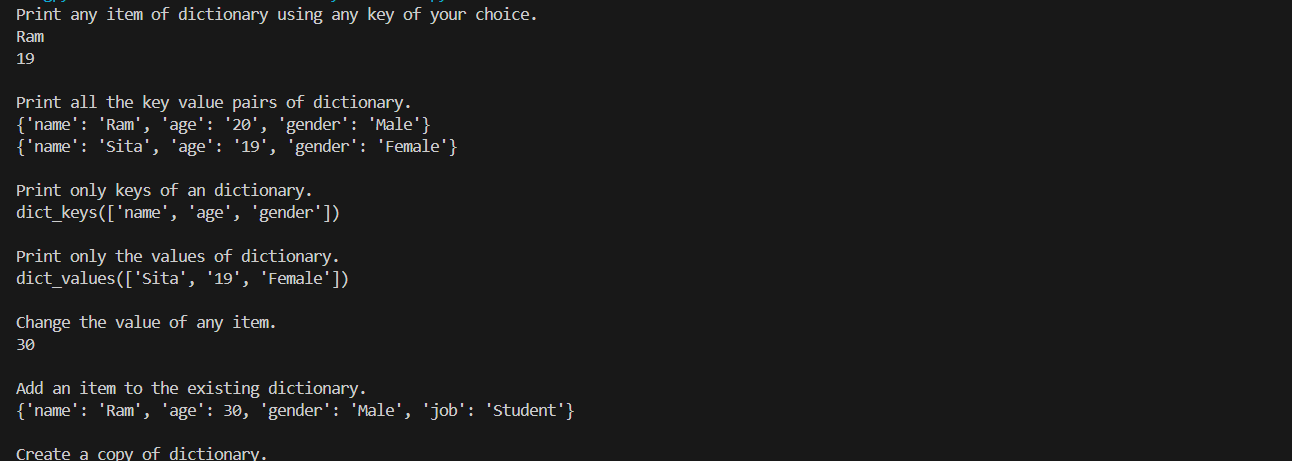 Print any item of dictionary using any key of your choice.
Ram
19
Print all the key value pairs of dictionary.
{'name': 'Ram', 'age': '20', 'gender': 'Male'}
{'name': 'Sita', 'age': '19', 'gender': 'Female'}
Print only keys of an dictionary.
dict_keys(['name', 'age', 'gender'])
Print only the values of dictionary.
dict_values(['Sita', '19', 'Female'])
Change the value of any item.
30
Add an item to the existing dictionary.
{'name': 'Ram', 'age': 30, 'gender': 'Male', 'job': 'Student'}
Create a copy of dictionary.